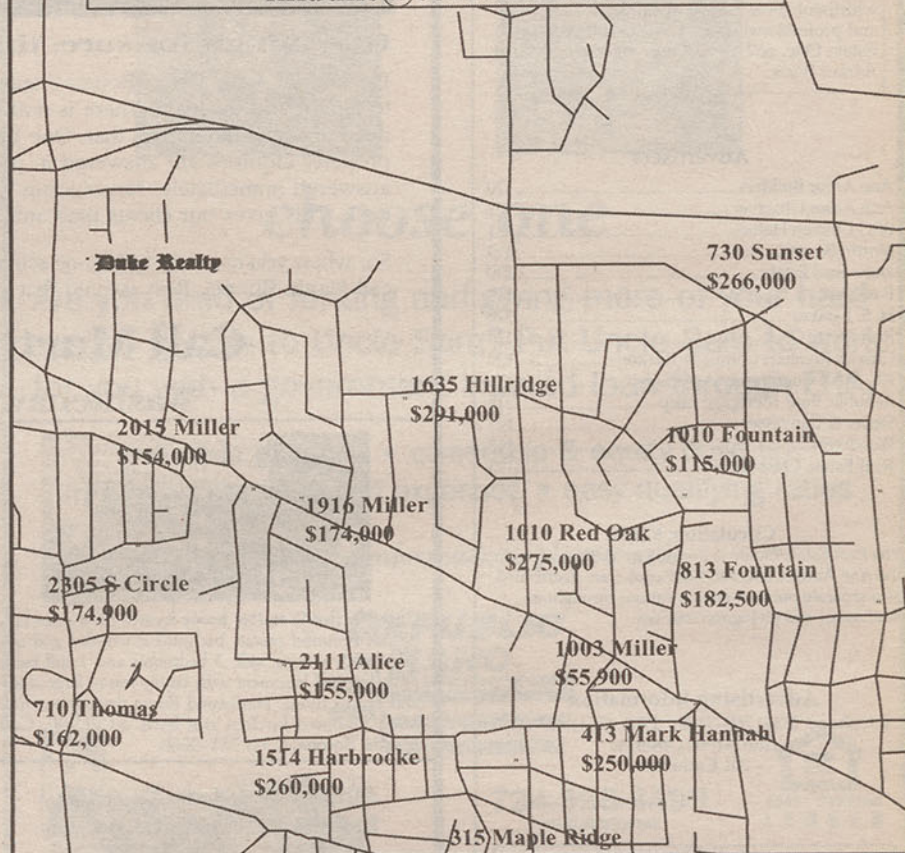 Duke Realty
730 Sunset
$266,000
1635 Hillridge
$291,000
2015 Miller
$154,000
1010 Fountain
$115,000
1916 Miller
$174,000
1010 Red Oak
$275,000
2305 S Circle
$174,900
813 Fountain
$182,500
2111 Alice
$155,000
1003 Miller
$55,900
710 Thomas
$162,000
413 Mark Hannah
$250,000
1514 Harbrooke
$260,000
315 Maple Ridge